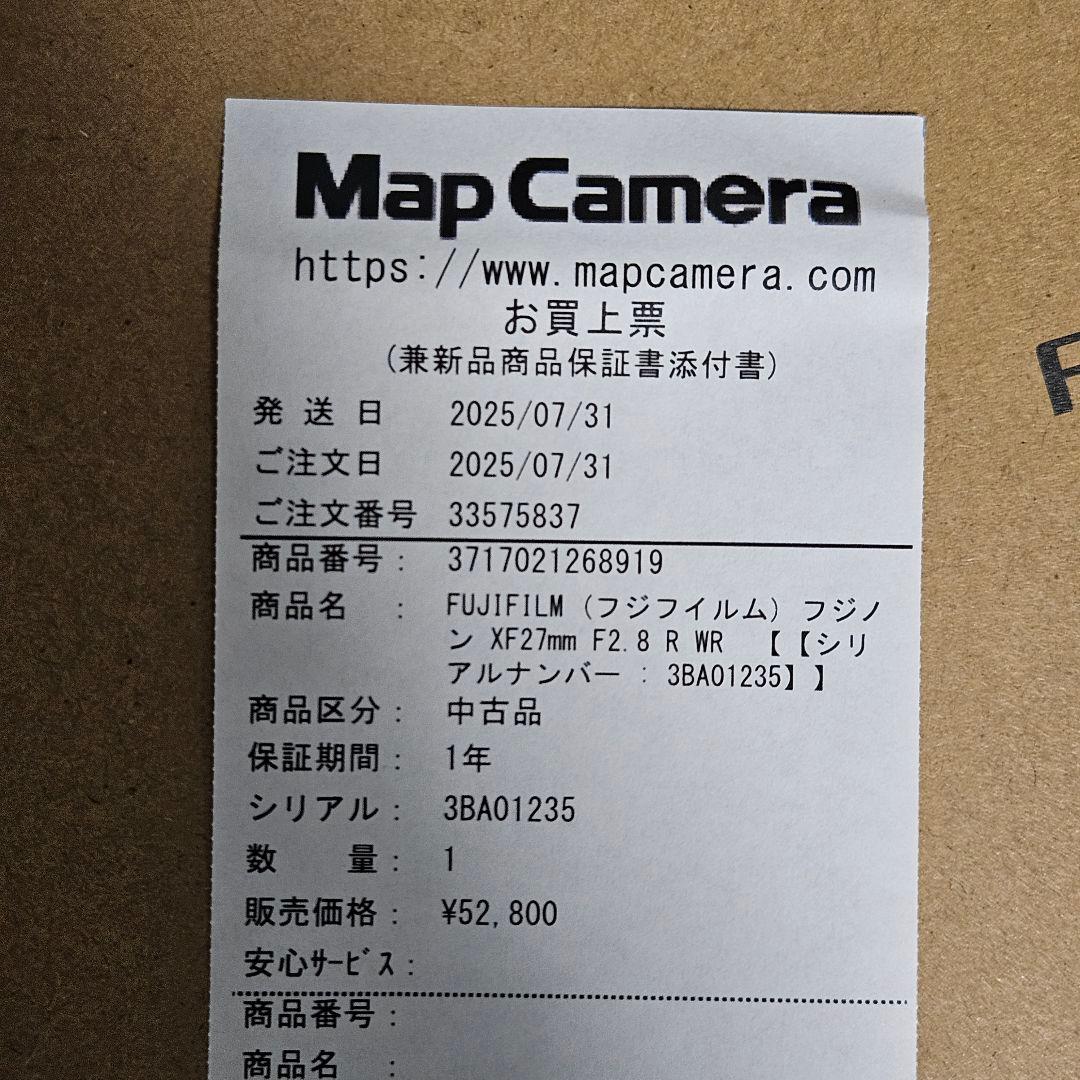 Map Camera
https://www.mapcamera.com
お買上票
(兼新品商品保証書添付書)
発送日 2025/07/31
ご注文日 2025/07/31
ご注文番号 33575837
商品番号： 3717021268919
商品名 ： FUJIFILM (フジフイルム) フジノ
ン XF27mm F2.8 R WR 【【シリ
アルナンバー : 3BA01235】】
商品区分： 中古品
保証期間： 1年
シリアル： 3BA01235
数 量： 1
販売価格： ¥52,800
安心ｻｰﾋﾞｽ：
商品番号：
商品名 ：